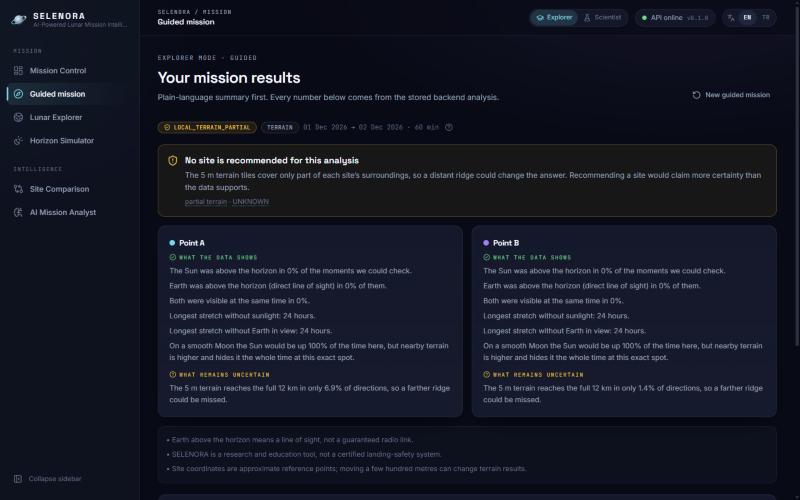 SELENORA
AI-Powered Lunar Mission Intelli...
MISSION
Mission Control
Guided mission
Lunar Explorer
Horizon Simulator
INTELLIGENCE
Site Comparison
AI Mission Analyst
Collapse sidebar
SELENORA / MISSION
Guided mission
Explorer
Scientist
API online v0.1.0
EN
TR
EXPLORER MODE · GUIDED
Your mission results
Plain-language summary first. Every number below comes from the stored backend analysis.
New guided mission
LOCAL_TERRAIN_PARTIAL
TERRAIN
01 Dec 2026 → 02 Dec 2026 · 60 min
No site is recommended for this analysis
The 5 m terrain tiles cover only part of each site's surroundings, so a distant ridge could change the answer. Recommending a site would claim more certainty than
the data supports.
partial terrain · UNKNOWN
Point A
WHAT THE DATA SHOWS
The Sun was above the horizon in 0% of the moments we could check.
Earth was above the horizon (direct line of sight) in 0% of them.
Both were visible at the same time in 0%.
Longest stretch without sunlight: 24 hours.
Longest stretch without Earth in view: 24 hours.
On a smooth Moon the Sun would be up 100% of the time here, but nearby terrain
is higher and hides it the whole time at this exact spot.
WHAT REMAINS UNCERTAIN
The 5 m terrain reaches the full 12 km in only 6.9% of directions, so a farther ridge
could be missed.
Point B
WHAT THE DATA SHOWS
The Sun was above the horizon in 0% of the moments we could check.
Earth was above the horizon (direct line of sight) in 0% of them.
Both were visible at the same time in 0%.
Longest stretch without sunlight: 24 hours.
Longest stretch without Earth in view: 24 hours.
On a smooth Moon the Sun would be up 100% of the time here, but nearby terrain
is higher and hides it the whole time at this exact spot.
WHAT REMAINS UNCERTAIN
The 5 m terrain reaches the full 12 km in only 1.4% of directions, so a farther ridge
could be missed.
• Earth above the horizon means a line of sight, not a guaranteed radio link.
• SELENORA is a research and education tool, not a certified landing-safety system.
• Site coordinates are approximate reference points; moving a few hundred metres can change terrain results.